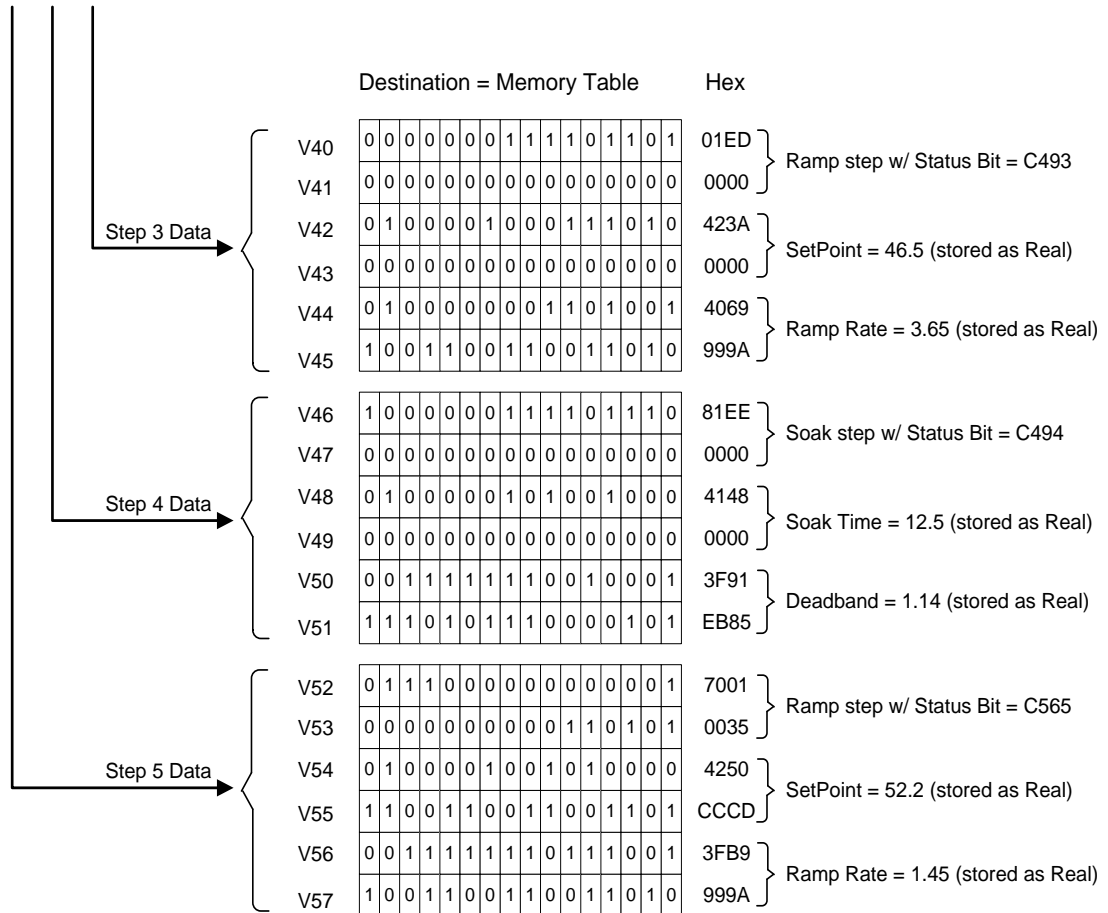 Destination = Memory Table Hex
V40 0 0 0 0 0 0 0 1 1 1 1 0 1 1 0 1 01ED
Ramp step w/ Status Bit = C493
V41 0 0 0 0 0 0 0 0 0 0 0 0 0 0 0 0 0000
Step 3 Data
V42 0 1 0 0 0 0 1 0 0 0 1 1 1 0 1 0 423A
SetPoint = 46.5 (stored as Real)
V43 0 0 0 0 0 0 0 0 0 0 0 0 0 0 0 0 0000
V44 0 1 0 0 0 0 0 0 0 1 1 0 1 0 0 1 4069
Ramp Rate = 3.65 (stored as Real)
V45 1 0 0 1 1 0 0 1 1 0 0 1 1 0 1 0 999A
V46 1 0 0 0 0 0 0 1 1 1 1 0 1 1 1 0 81EE
Soak step w/ Status Bit = C494
V47 0 0 0 0 0 0 0 0 0 0 0 0 0 0 0 0 0000
Step 4 Data
V48 0 1 0 0 0 0 0 1 0 1 0 0 1 0 0 0 4148
Soak Time = 12.5 (stored as Real)
V49 0 0 0 0 0 0 0 0 0 0 0 0 0 0 0 0 0000
V50 0 0 1 1 1 1 1 1 1 0 0 1 0 0 0 1 3F91
Deadband = 1.14 (stored as Real)
V51 1 1 1 0 1 0 1 1 1 0 0 0 0 1 0 1 EB85
V52 0 1 1 1 0 0 0 0 0 0 0 0 0 0 0 1 7001
Ramp step w/ Status Bit = C565
V53 0 0 0 0 0 0 0 0 0 0 1 1 0 1 0 1 0035
Step 5 Data
V54 0 1 0 0 0 0 1 0 0 1 0 1 0 0 0 0 4250
SetPoint = 52.2 (stored as Real)
V55 1 1 0 0 1 1 0 0 1 1 0 0 1 1 0 1 CCCD
V56 0 0 1 1 1 1 1 1 1 0 1 1 1 0 0 1 3FB9
Ramp Rate = 1.45 (stored as Real)
V57 1 0 0 1 1 0 0 1 1 0 0 1 1 0 1 0 999A